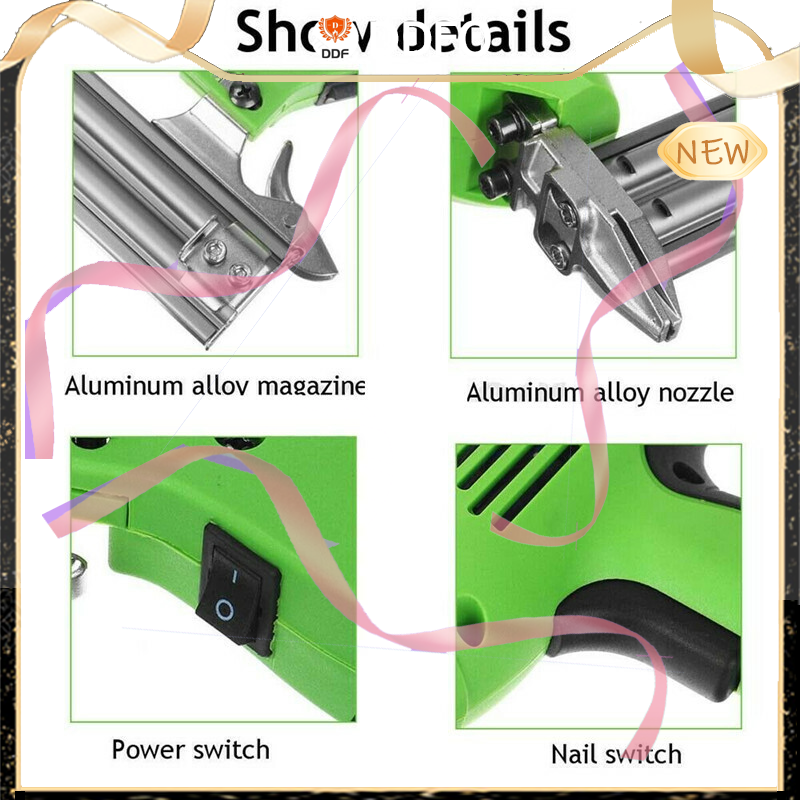 Show details
DDF
NEW
Aluminum alloy magazine
Aluminum alloy nozzle
Power switch
Nail switch